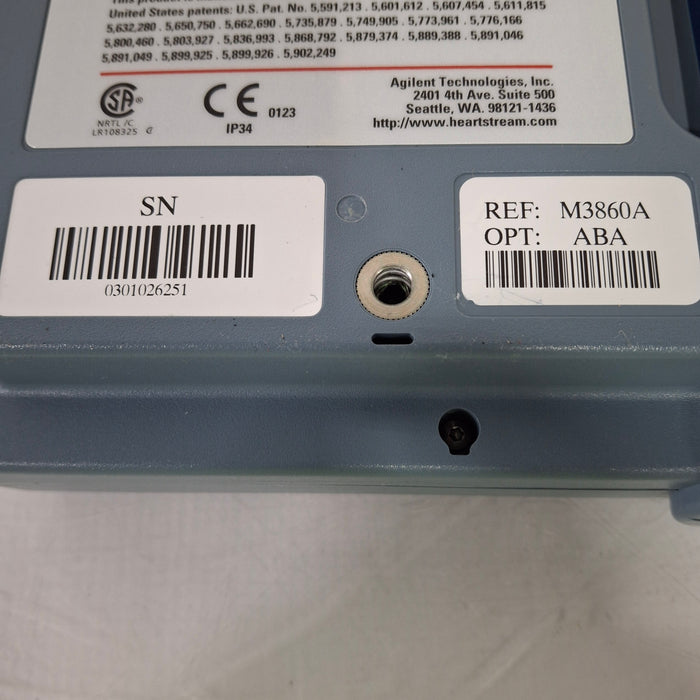 This product is
United States patents: U.S. Pat. No. 5,591,213 . 5,601,612 . 5,607,454 . 5,611,815
5,632,280 . 5,650,750 . 5,662,690 . 5,735,879 . 5,749,905 . 5,773,961 . 5,776,166
5,800,460 . 5,803,927 . 5,836,993 . 5,868,792 . 5,879,374 . 5,889,388 . 5,891,046
5,891,049 . 5,899,925 . 5,899,926 . 5,902,249
SA®
NRTL /C
LR108325
CE 0123
IP34
Agilent Technologies, Inc.
2401 4th Ave. Suite 500
Seattle, WA. 98121-1436
http://www.heartstream.com
SN
0301026251
REF: M3860A
OPT: ABA